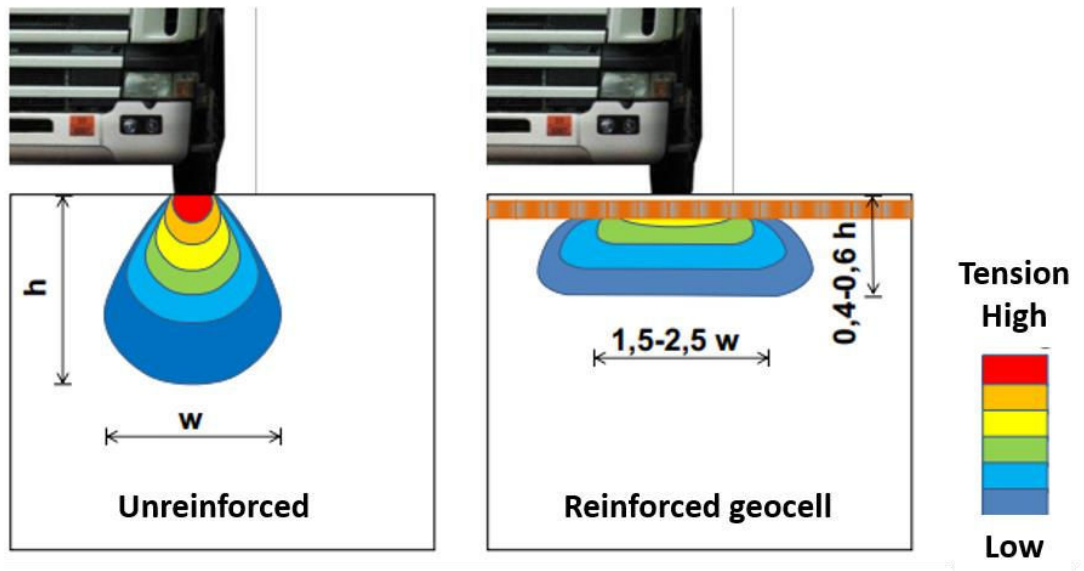 h
w
Unreinforced
0,4-0,6 h
1,5-2,5 w
Reinforced geocell
Tension
High
Low